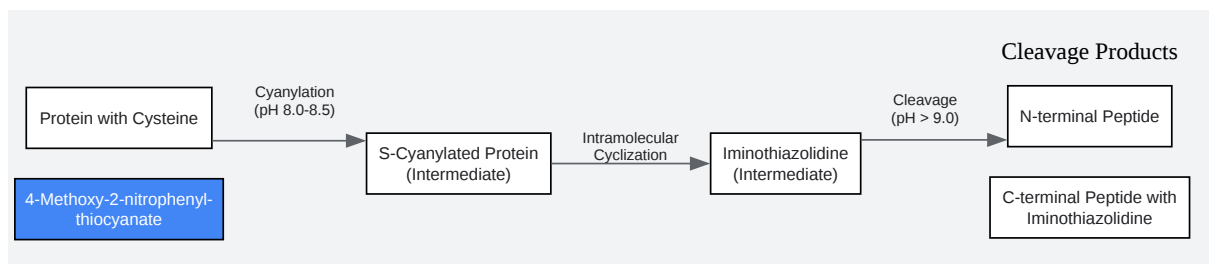 Cleavage Products
Protein with Cysteine
Cyanylation
(pH 8.0-8.5)
S-Cyanylated Protein
(Intermediate)
Intramolecular
Cyclization
Iminothiazolidine
(Intermediate)
Cleavage
(pH > 9.0)
N-terminal Peptide
4-Methoxy-2-nitrophenyl-
thiocyanate
C-terminal Peptide with
Iminothiazolidine